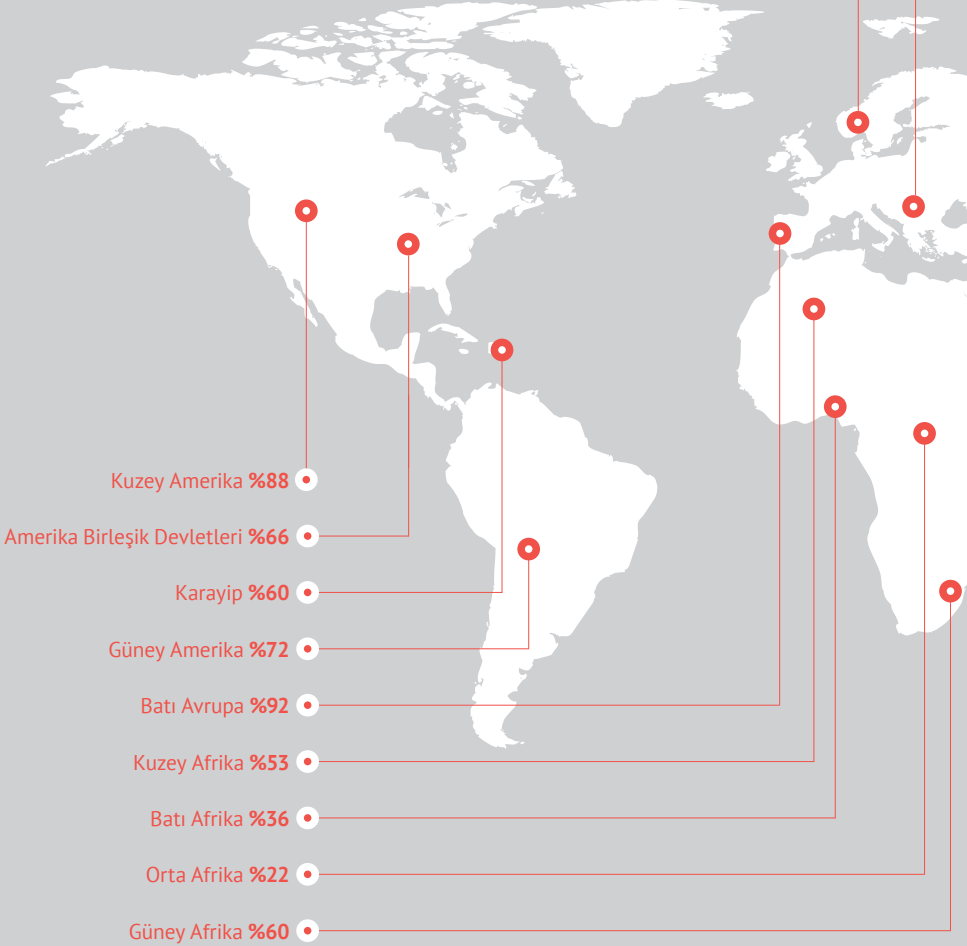 Kuzey Amerika %88
Amerika Birleşik Devletleri %66
Karayip %60
Güney Amerika %72
Batı Avrupa %92
Kuzey Afrika %53
Batı Afrika %36
Orta Afrika %22
Güney Afrika %60